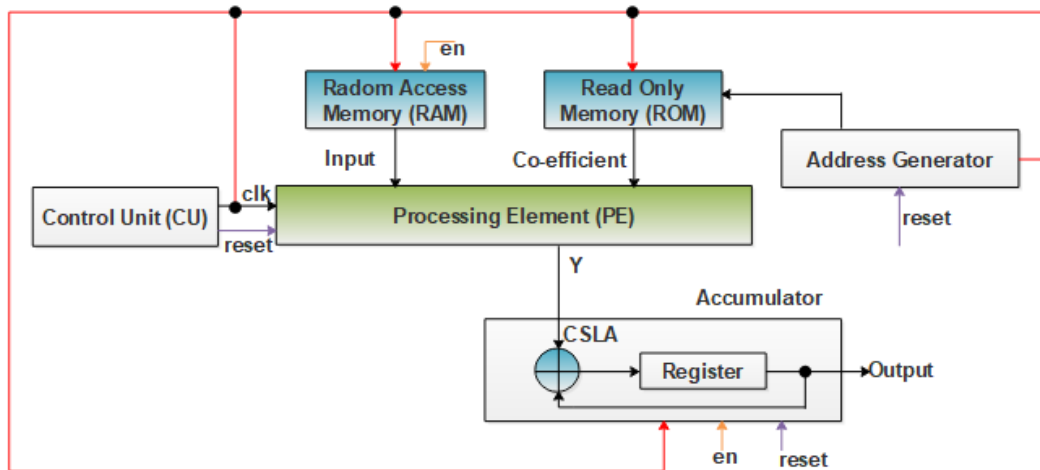 en
Radom Access
Memory (RAM)
Read Only
Memory (ROM)
Input
Co-efficient
Address Generator
Control Unit (CU)
clk
reset
Processing Element (PE)
reset
Y
Accumulator
CSLA
Register
Output
en
reset